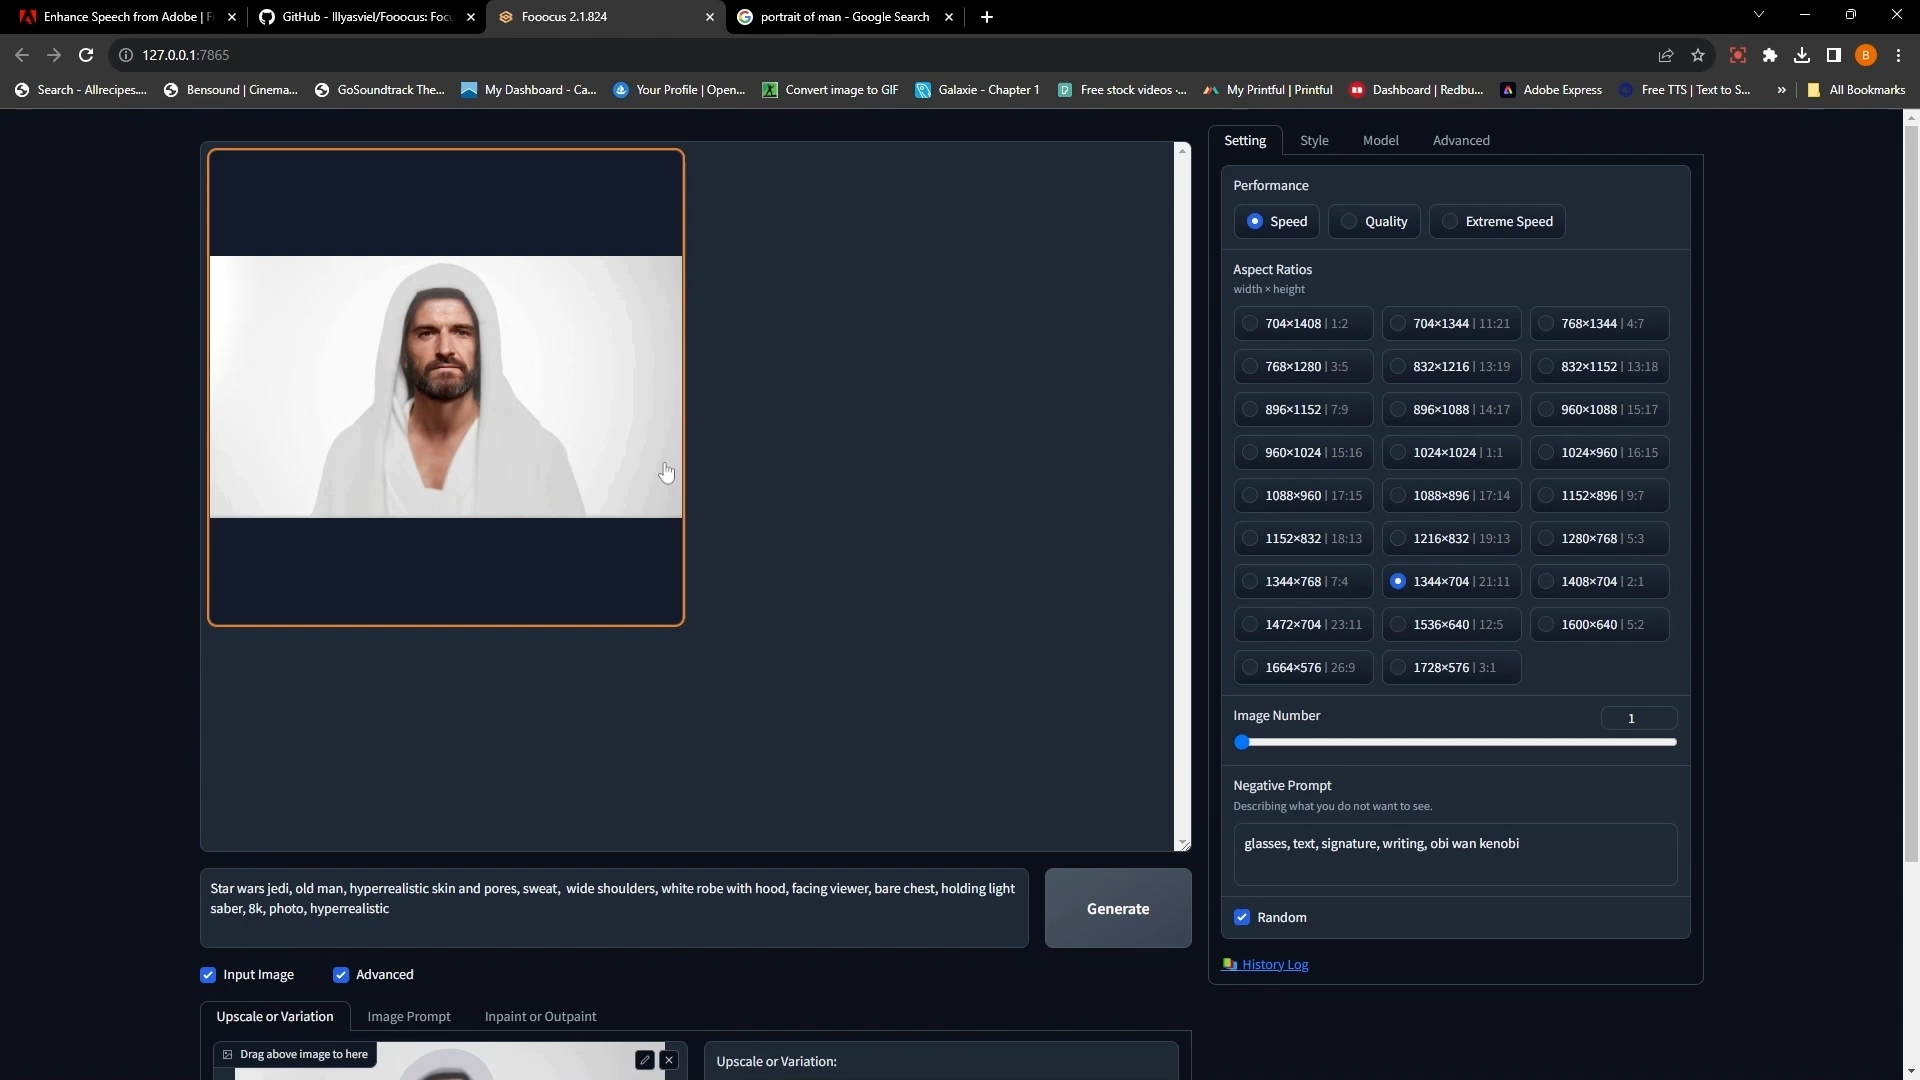 Enhance Speech from Adobe | F
GitHub - lllyasviel/Fooocus: Focu
Fooocus 2.1.824
portrait of man - Google Search
127.0.0.1:7865
B
Search - Allrecipes....
Bensound | Cinema...
GoSoundtrack The...
My Dashboard - Ca...
Your Profile | Open...
Convert image to GIF
Galaxie - Chapter 1
Free stock videos -...
My Printful | Printful
Dashboard | Redbu...
Adobe Express
Free TTS | Text to S...
»
All Bookmarks
Setting
Style
Model
Advanced
Performance
Speed
Quality
Extreme Speed
Aspect Ratios
width × height
704×1408 | 1:2
704×1344 | 11:21
768×1344 | 4:7
768×1280 | 3:5
832×1216 | 13:19
832×1152 | 13:18
896×1152 | 7:9
896×1088 | 14:17
960×1088 | 15:17
960×1024 | 15:16
1024×1024 | 1:1
1024×960 | 16:15
1088×960 | 17:15
1088×896 | 17:14
1152×896 | 9:7
1152×832 | 18:13
1216×832 | 19:13
1280×768 | 5:3
1344×768 | 7:4
1344×704 | 21:11
1408×704 | 2:1
1472×704 | 23:11
1536×640 | 12:5
1600×640 | 5:2
1664×576 | 26:9
1728×576 | 3:1
Image Number
1
Negative Prompt
Describing what you do not want to see.
glasses, text, signature, writing, obi wan kenobi
Random
History Log
Star wars jedi, old man, hyperrealistic skin and pores, sweat, wide shoulders, white robe with hood, facing viewer, bare chest, holding light
saber, 8k, photo, hyperrealistic
Generate
Input Image
Advanced
Upscale or Variation
Image Prompt
Inpaint or Outpaint
Drag above image to here
Upscale or Variation: